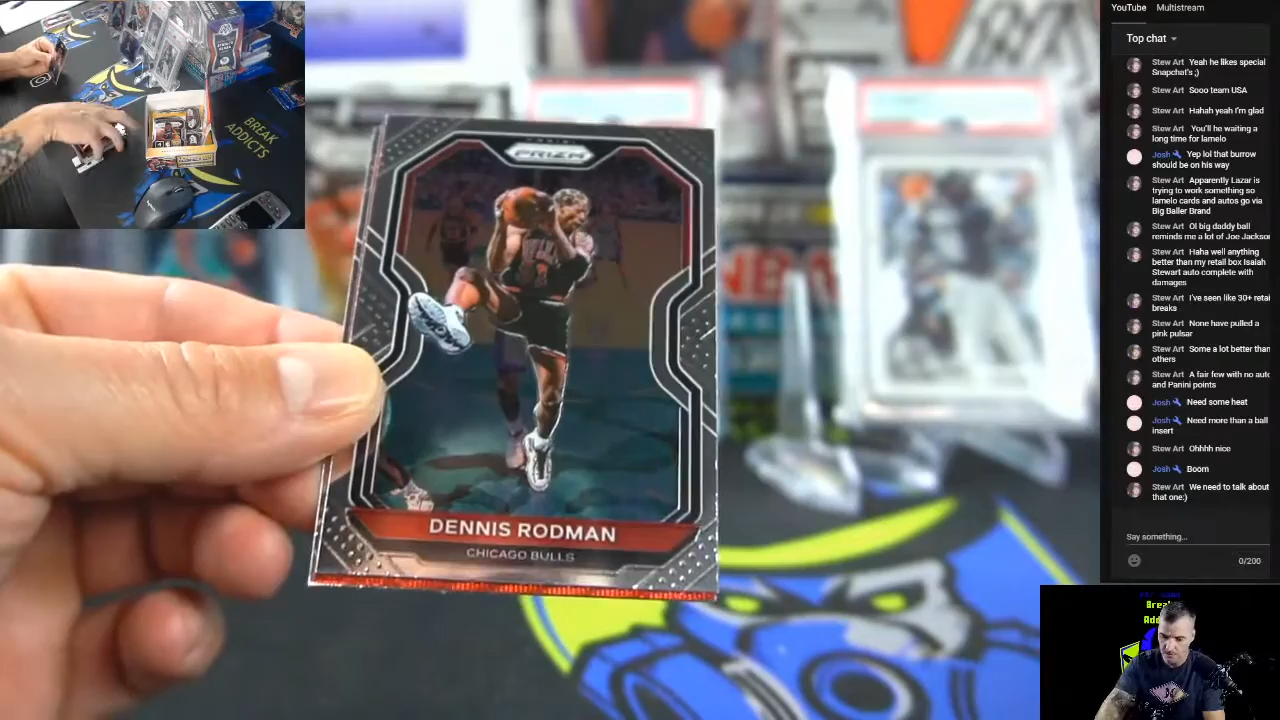 YouTube Multistream
Top chat
Stew Art Yeah he likes special
Snapchat's ;)
Stew Art Sooo team USA
Stew Art Hahah yeah I'm glad
Stew Art You'll he waiting a
long time for lamelo
Josh Yep lol that burrow
should be on his way
Stew Art Apparently Lazar is
trying to work something so
lamelo cards and autos go via
Big Baller Brand
Stew Art Ol big daddy ball
reminds me a lot of Joe Jackson
Stew Art Haha well anything
better than my retail box Isaiah
Stewart auto complete with
damages
Stew Art I've seen like 30+ retai
breaks
Stew Art None have pulled a
pink pulsar
Stew Art Some a lot better than
others
Stew Art A fair few with no auto
and Panini points
Josh Need some heat
Josh Need more than a ball
insert
Stew Art Ohhhh nice
Josh Boom
Stew Art We need to talk about
that one:)
Say something...
0/200
BREAK
ADDICTS
PANINI
PRIZM
BULLS
DENNIS RODMAN
CHICAGO BULLS
NBA